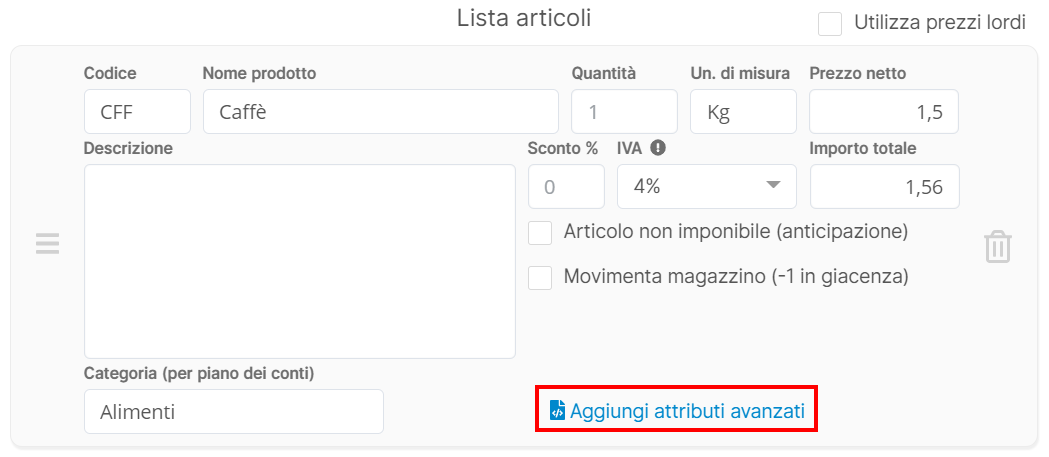 Lista articoli
Utilizza prezzi lordi
Codice Nome prodotto Quantità Un. di misura Prezzo netto
CFF Caffè 1 Kg 1,5
Descrizione Sconto % IVA Importo totale
0 4% 1,56
Articolo non imponibile (anticipazione)
Movimenta magazzino (-1 in giacenza)
Categoria (per piano dei conti)
Alimenti Aggiungi attributi avanzati